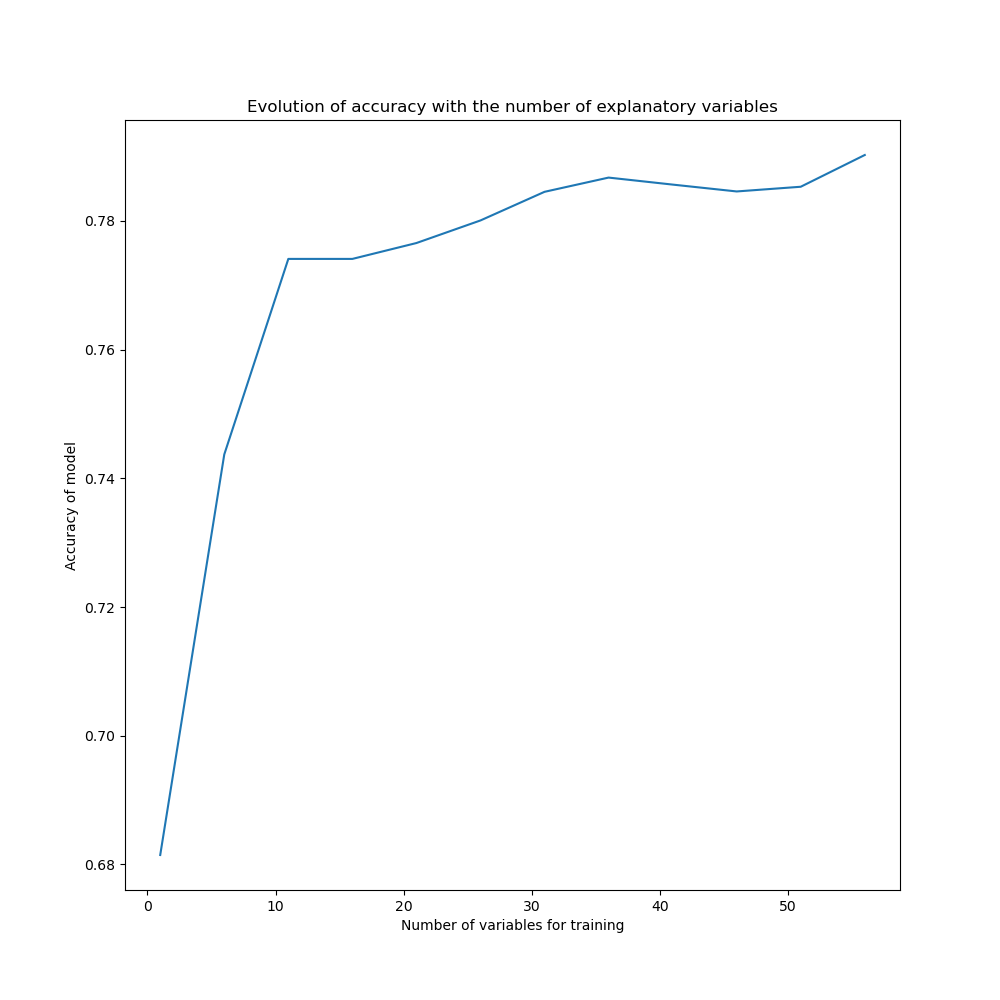 Evolution of accuracy with the number of explanatory variables
0.78
0.76
0.74
0.72
0.70
0.68
Accuracy of model
0 10 20 30 40 50
Number of variables for training